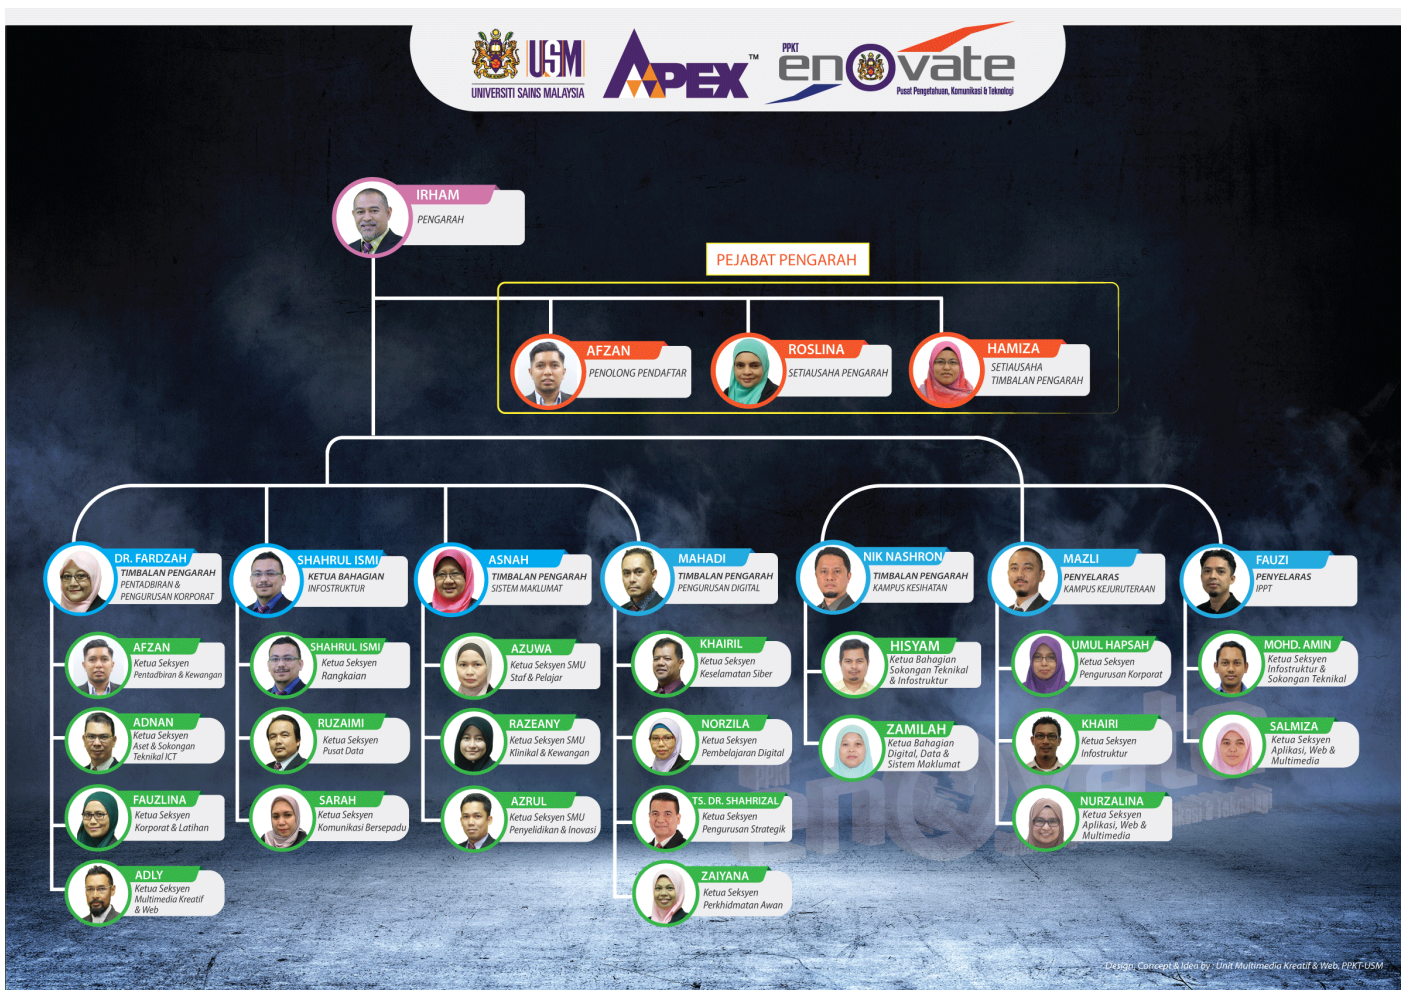 USM
UNIVERSITI SAINS MALAYSIA
APEX™
PPKT
enovate
Pusat Pengetahuan, Komunikasi & Teknologi
IRHAM
PENGARAH
PEJABAT PENGARAH
AFZAN
PENOLONG PENDAFTAR
ROSLINA
SETIAUSAHA PENGARAH
HAMIZA
SETIAUSAHA
TIMBALAN PENGARAH
DR. FARDZAH
TIMBALAN PENGARAH
PENTADBIRAN &
PENGURUSAN KORPORAT
SHAHRUL ISMI
KETUA BAHAGIAN
INFOSTRUKTUR
ASNAH
TIMBALAN PENGARAH
SISTEM MAKLUMAT
MAHADI
TIMBALAN PENGARAH
PENGURUSAN DIGITAL
NIK NASHRON
TIMBALAN PENGARAH
KAMPUS KESIHATAN
MAZLI
PENYELARAS
KAMPUS KEJURUTERAAN
FAUZI
PENYELARAS
IPPT
AFZAN
Ketua Seksyen
Pentadbiran & Kewangan
SHAHRUL ISMI
Ketua Seksyen
Rangkaian
AZUWA
Ketua Seksyen SMU
Staf & Pelajar
KHAIRIL
Ketua Seksyen
Keselamatan Siber
HISYAM
Ketua Bahagian
Sokongan Teknikal
& Infostruktur
UMUL HAPSAH
Ketua Seksyen
Pengurusan Korporat
MOHD. AMIN
Ketua Seksyen
Infostruktur &
Sokongan Teknikal
ADNAN
Ketua Seksyen
Aset & Sokongan
Teknikal ICT
RUZAIMI
Ketua Seksyen
Pusat Data
RAZEANY
Ketua Seksyen SMU
Klinikal & Kewangan
NORZILA
Ketua Seksyen
Pembelajaran Digital
ZAMILAH
Ketua Bahagian
Digital, Data &
Sistem Maklumat
KHAIRI
Ketua Seksyen
Infostruktur
SALMIZA
Ketua Seksyen
Aplikasi, Web &
Multimedia
FAUZLINA
Ketua Seksyen
Korporat & Latihan
SARAH
Ketua Seksyen
Komunikasi Bersepadu
AZRUL
Ketua Seksyen SMU
Penyelidikan & Inovasi
TS. DR. SHAHRIZAL
Ketua Seksyen
Pengurusan Strategik
NURZALINA
Ketua Seksyen
Aplikasi, Web &
Multimedia
ADLY
Ketua Seksyen
Multimedia Kreatif
& Web
ZAIYANA
Ketua Seksyen
Perkhidmatan Awan
PPKT
enovate
Design, Concept & Idea by : Unit Multimedia Kreatif & Web, PPKT-USM